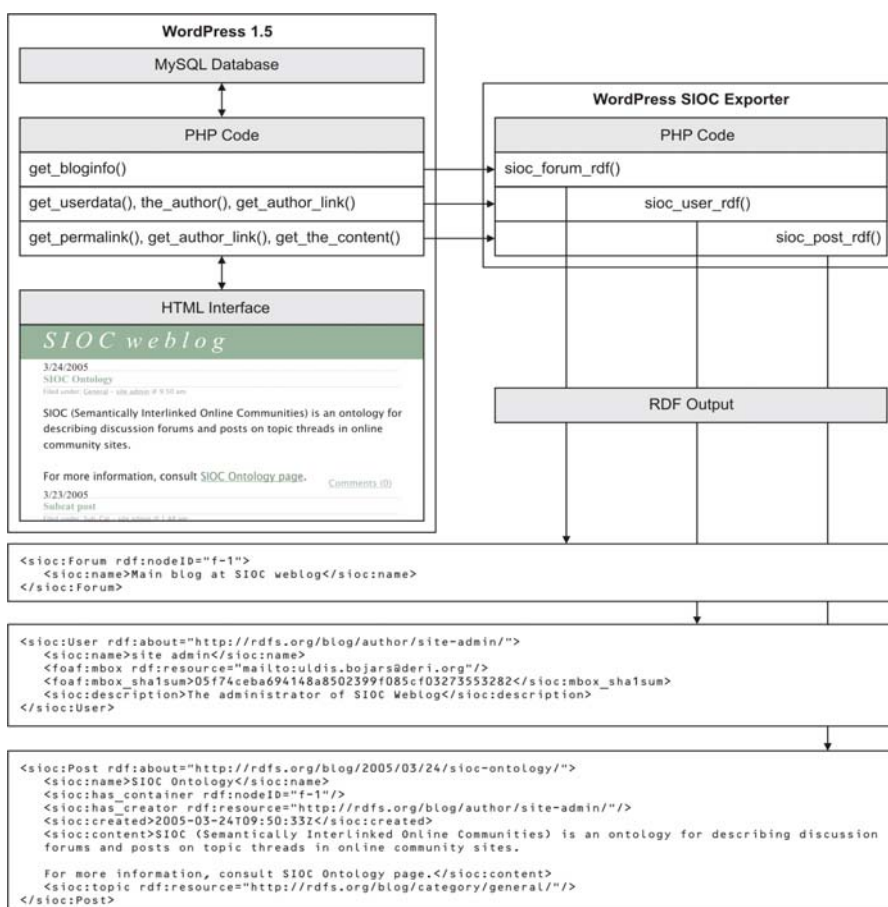 WordPress 1.5
MySQL Database
PHP Code
get_bloginfo()
get_userdata(), the_author(), get_author_link()
get_permalink(), get_author_link(), get_the_content()
HTML Interface
SIOC weblog
3/24/2005
SIOC Ontology
Filed under: General - site admin @ 9:50 am
SIOC (Semantically Interlinked Online Communities) is an ontology for
describing discussion forums and posts on topic threads in online
community sites.
For more information, consult SIOC Ontology page.
Comments (0)
3/23/2005
Subcat post
WordPress SIOC Exporter
PHP Code
sioc_forum_rdf()
sioc_user_rdf()
sioc_post_rdf()
RDF Output
<sioc:Forum rdf:nodeID="f-1">
<sioc:name>Main blog at SIOC weblog</sioc:name>
</sioc:Forum>
<sioc:User rdf:about="http://rdfs.org/blog/author/site-admin/">
<sioc:name>site admin</sioc:name>
<foaf:mbox rdf:resource="mailto:uldis.bojars@deri.org"/>
<foaf:mbox_sha1sum>05f74ceba694148a8502399f085cf03273553282</sioc:mbox_sha1sum>
<sioc:description>The administrator of SIOC Weblog</sioc:description>
</sioc:User>
<sioc:Post rdf:about="http://rdfs.org/blog/2005/03/24/sioc-ontology/">
<sioc:name>SIOC Ontology</sioc:name>
<sioc:has_container rdf:nodeID="f-1"/>
<sioc:has_creator rdf:resource="http://rdfs.org/blog/author/site-admin/"/>
<sioc:created>2005-03-24T09:50:33Z</sioc:created>
<sioc:content>SIOC (Semantically Interlinked Online Communities) is an ontology for describing discussion
forums and posts on topic threads in online community sites.
For more information, consult SIOC Ontology page.</sioc:content>
<sioc:topic rdf:resource="http://rdfs.org/blog/category/general/"/>
</sioc:Post>